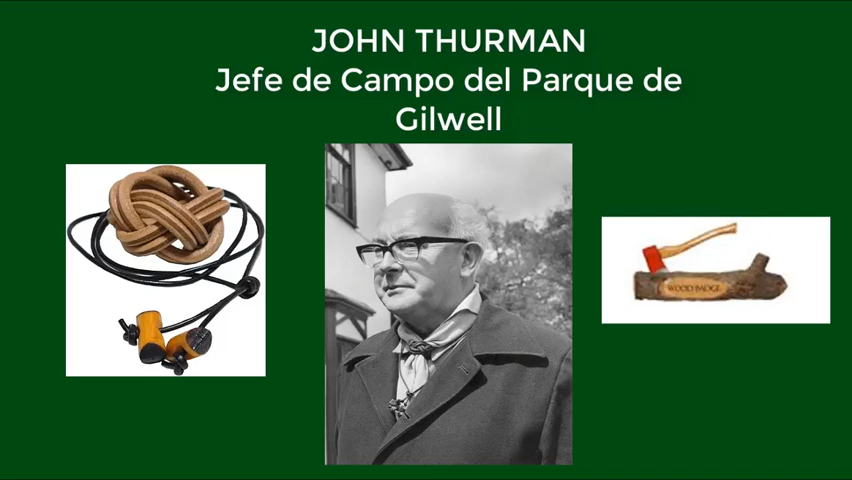 JOHN THURMAN
Jefe de Campo del Parque de
Gilwell
WOOD BADGE